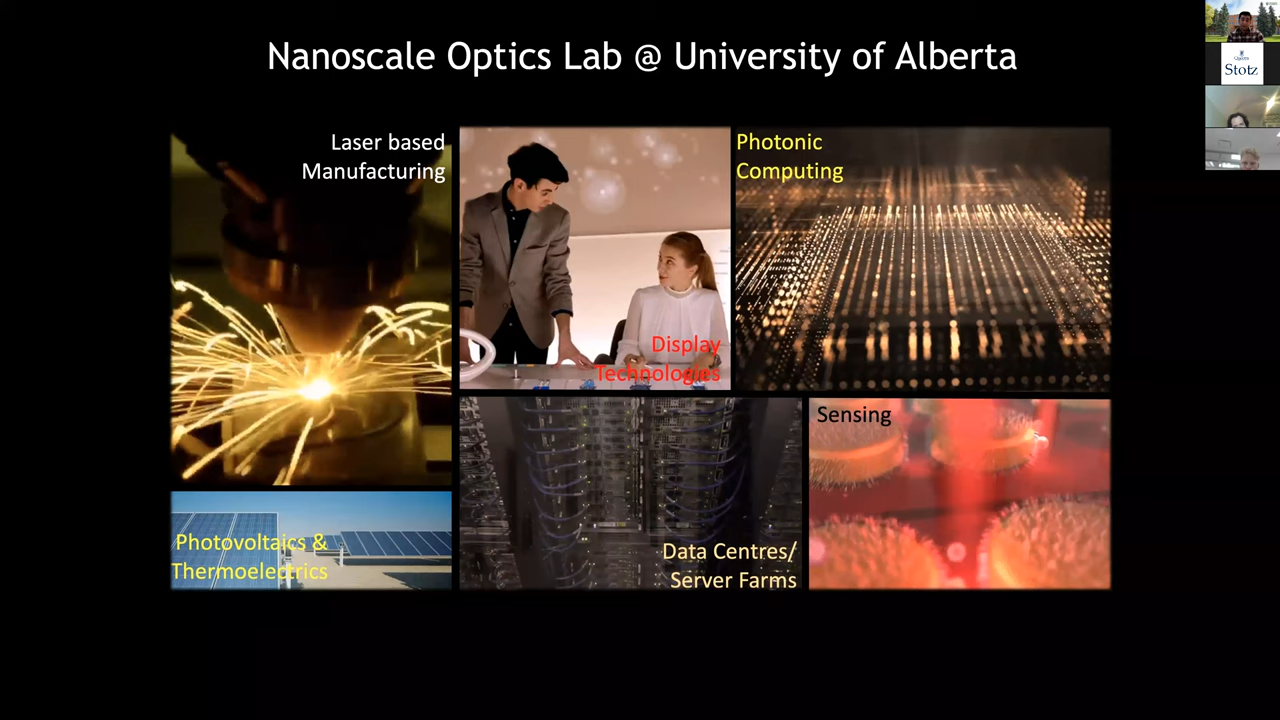 Nanoscale Optics Lab @ University of Alberta
Laser based
Manufacturing
Display
Technologies
Photonic
Computing
Photovoltaics &
Thermoelectrics
Data Centres/
Server Farms
Sensing
Queen's
Stotz